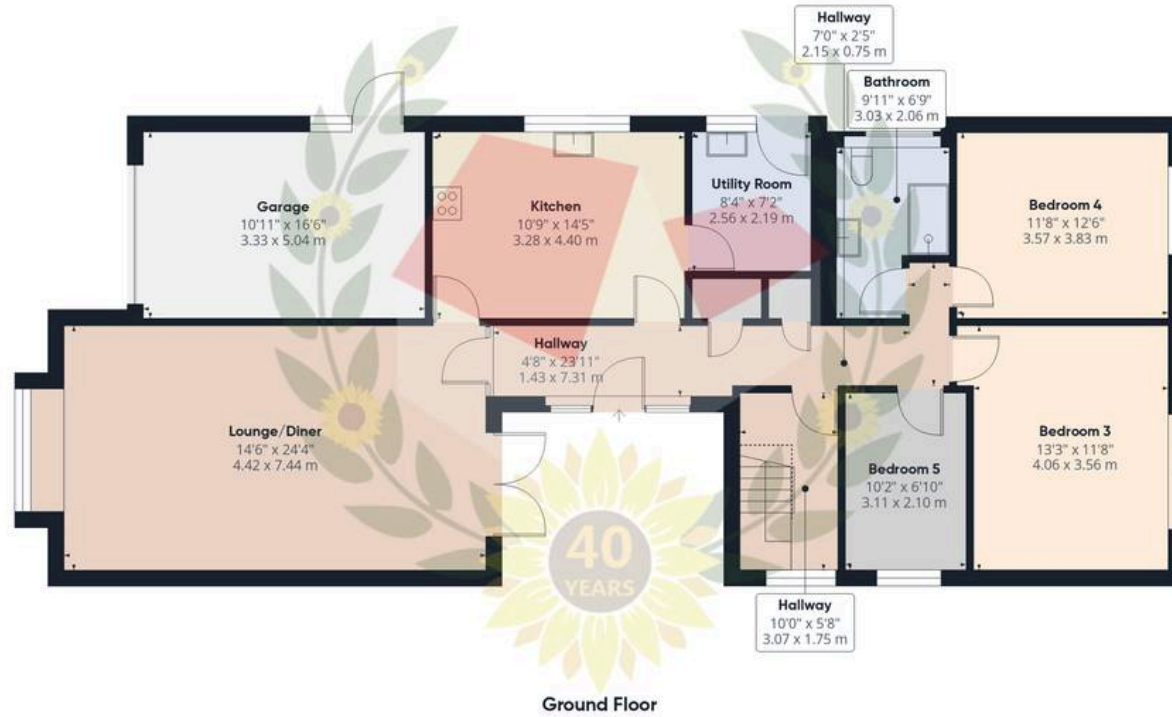 Hallway
7'0" x 2'5"
2.15 x 0.75 m
Bathroom
9'11" x 6'9"
3.03 x 2.06 m
Garage
10'11" x 16'6"
3.33 x 5.04 m
Kitchen
10'9" x 14'5"
3.28 x 4.40 m
Utility Room
8'4" x 7'2"
2.56 x 2.19 m
Bedroom 4
11'8" x 12'6"
3.57 x 3.83 m
Hallway
4'8" x 23'11"
1.43 x 7.31 m
Lounge/Diner
14'6" x 24'4"
4.42 x 7.44 m
Bedroom 5
10'2" x 6'10"
3.11 x 2.10 m
Bedroom 3
13'3" x 11'8"
4.06 x 3.56 m
40
YEARS
Hallway
10'0" x 5'8"
3.07 x 1.75 m
Ground Floor